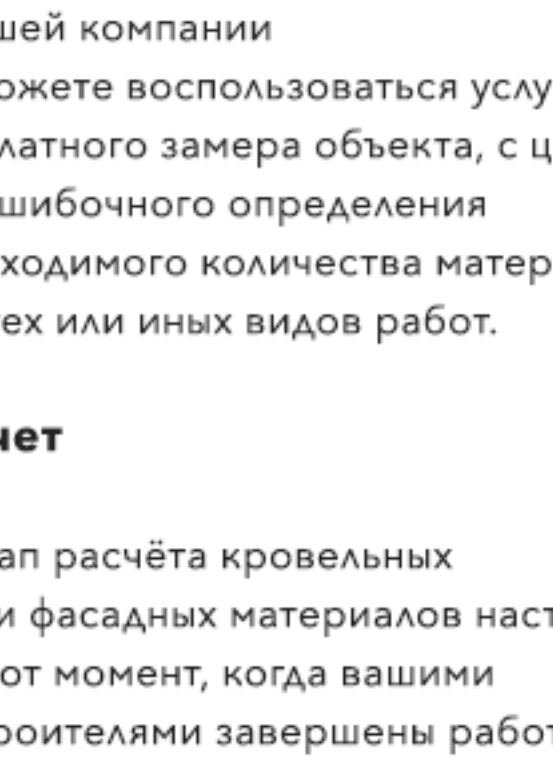 шей компании
ожете воспользоваться услу
латного замера объекта, с ц
шибочного определения
ходимого количества матер
тех или иных видов работ.
чет
ап расчёта кровельных
и фасадных материалов наст
от момент, когда вашими
роителями завершены работ